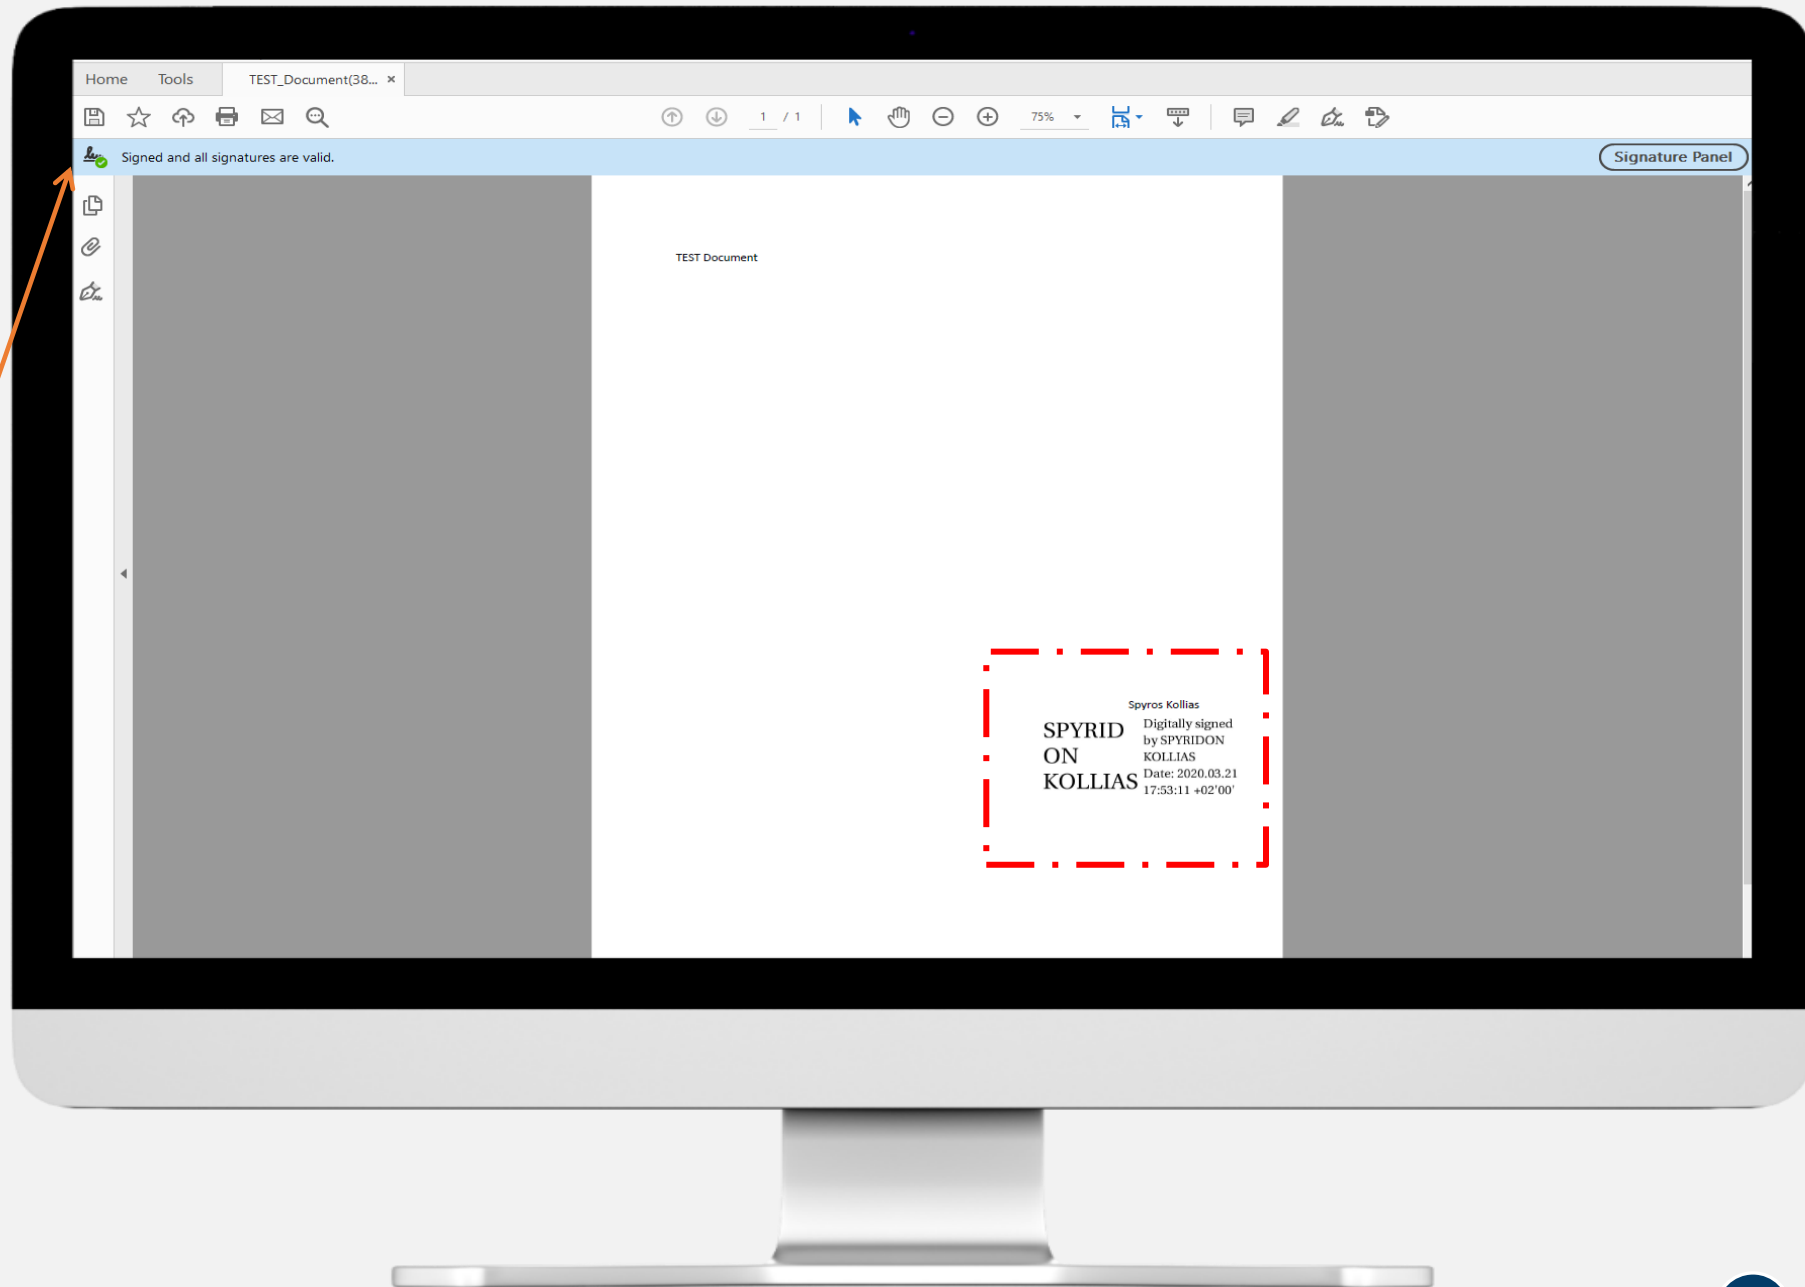 Home Tools TEST_Document(38... ×
1 / 1 75%
Signed and all signatures are valid. Signature Panel
TEST Document
Spyros Kollias
SPYRID
ON
KOLLIAS
Digitally signed
by SPYRIDON
KOLLIAS
Date: 2020.03.21
17:53:11 +02'00'